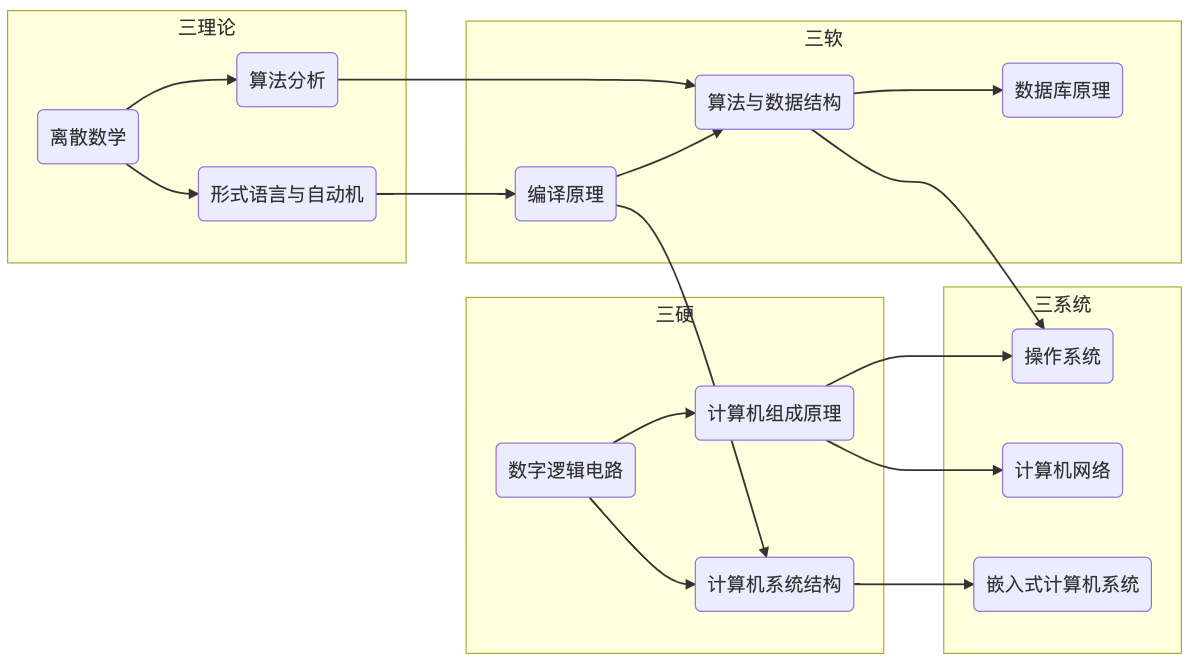 三理论
离散数学
算法分析
形式语言与自动机
三软
编译原理
算法与数据结构
数据库原理
三硬
数字逻辑电路
计算机组成原理
计算机系统结构
三系统
操作系统
计算机网络
嵌入式计算机系统